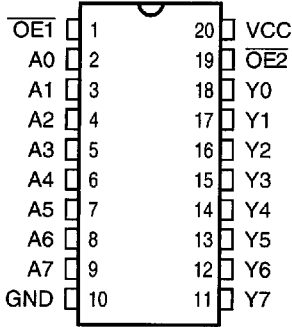 O̅E̅1̅ 1 20 VCC
A0 2 19 O̅E̅2̅
A1 3 18 Y0
A2 4 17 Y1
A3 5 16 Y2
A4 6 15 Y3
A5 7 14 Y4
A6 8 13 Y5
A7 9 12 Y6
GND 10 11 Y7